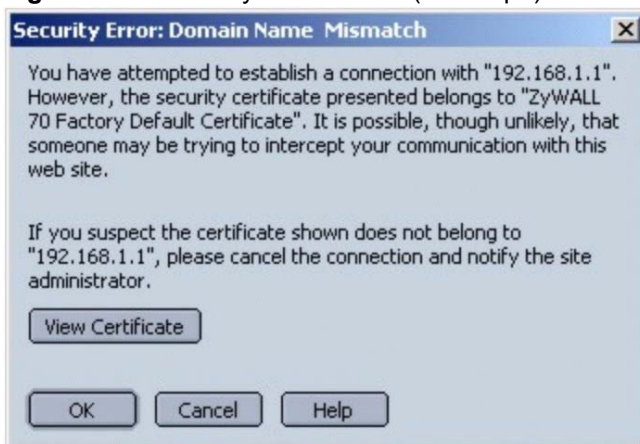 Security Error: Domain Name Mismatch
You have attempted to establish a connection with "192.168.1.1".
However, the security certificate presented belongs to "ZyWALL
70 Factory Default Certificate". It is possible, though unlikely, that
someone may be trying to intercept your communication with this
web site.
If you suspect the certificate shown does not belong to
"192.168.1.1", please cancel the connection and notify the site
administrator.
View Certificate
OK Cancel Help